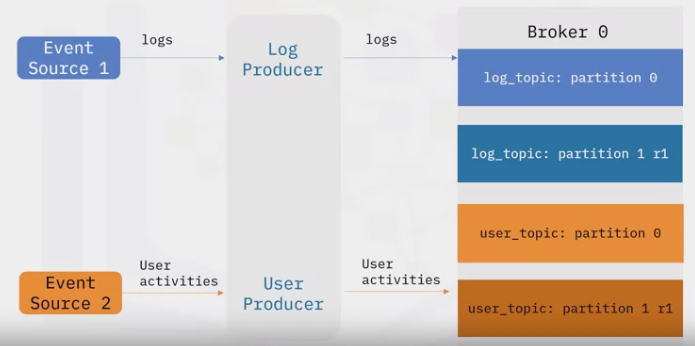 Event
Source 1
logs
Log
Producer
logs
Broker 0
log_topic: partition 0
log_topic: partition 1 r1
user_topic: partition 0
Event
Source 2
User
activities
User
Producer
User
activities
user_topic: partition 1 r1